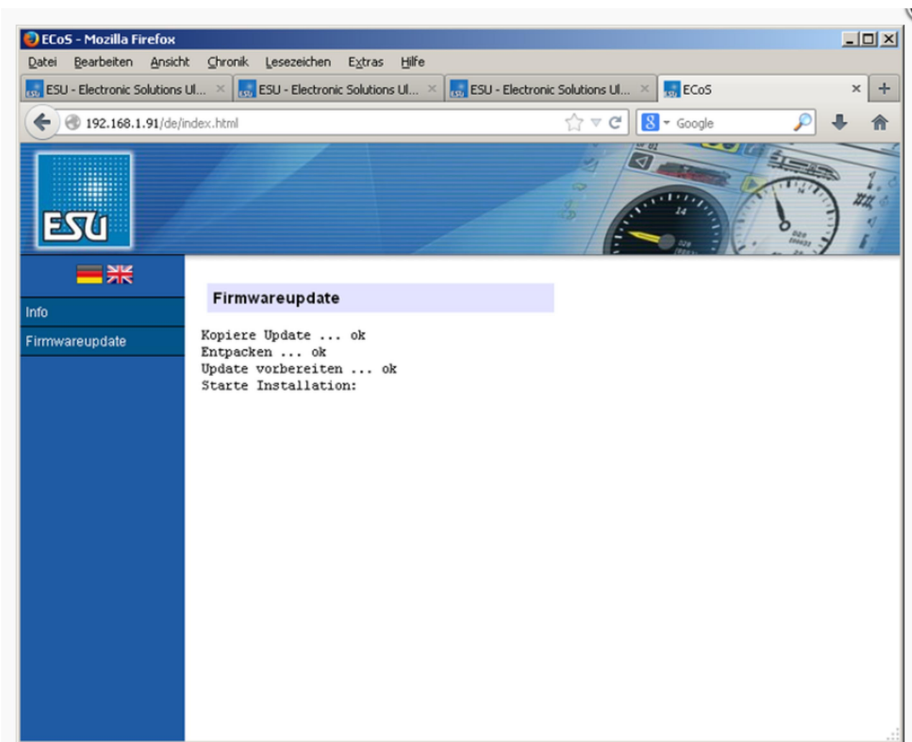 ECoS - Mozilla Firefox
Datei Bearbeiten Ansicht Chronik Lesezeichen Extras Hilfe
ESU - Electronic Solutions Ul... ESU - Electronic Solutions Ul... ESU - Electronic Solutions Ul... ECoS
192.168.1.91/de/index.html Google
ESU
Info
Firmwareupdate
Firmwareupdate
Kopiere Update ... ok
Entpacken ... ok
Update vorbereiten ... ok
Starte Installation: